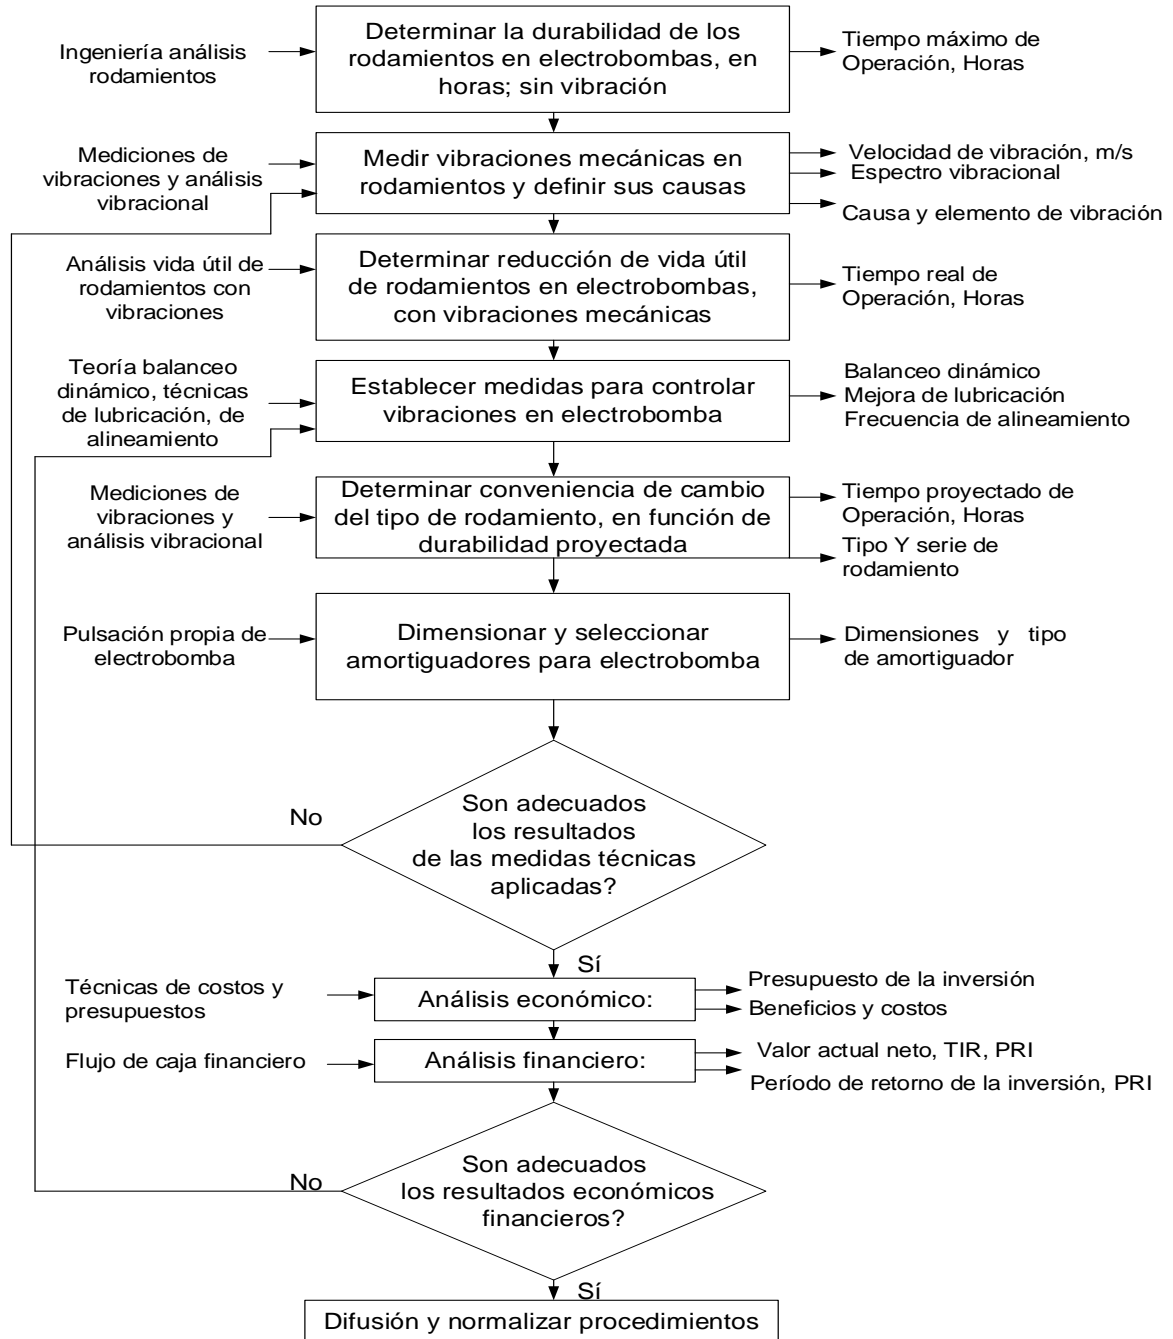 Ingeniería análisis
rodamientos
Determinar la durabilidad de los
rodamientos en electrobombas, en
horas; sin vibración
Tiempo máximo de
Operación, Horas
Mediciones de
vibraciones y análisis
vibracional
Medir vibraciones mecánicas en
rodamientos y definir sus causas
Velocidad de vibración, m/s
Espectro vibracional
Causa y elemento de vibración
Análisis vida útil de
rodamientos con
vibraciones
Determinar reducción de vida útil
de rodamientos en electrobombas,
con vibraciones mecánicas
Tiempo real de
Operación, Horas
Teoría balanceo
dinámico, técnicas
de lubricación, de
alineamiento
Establecer medidas para controlar
vibraciones en electrobomba
Balanceo dinámico
Mejora de lubricación
Frecuencia de alineamiento
Mediciones de
vibraciones y
análisis vibracional
Determinar conveniencia de cambio
del tipo de rodamiento, en función de
durabilidad proyectada
Tiempo proyectado de
Operación, Horas
Tipo Y serie de
rodamiento
Pulsación propia de
electrobomba
Dimensionar y seleccionar
amortiguadores para electrobomba
Dimensiones y tipo
de amortiguador
No
Son adecuados
los resultados
de las medidas técnicas
aplicadas?
Sí
Técnicas de costos y
presupuestos
Análisis económico:
Presupuesto de la inversión
Beneficios y costos
Flujo de caja financiero
Análisis financiero:
Valor actual neto, TIR, PRI
Período de retorno de la inversión, PRI
No
Son adecuados
los resultados económicos
financieros?
Sí
Difusión y normalizar procedimientos